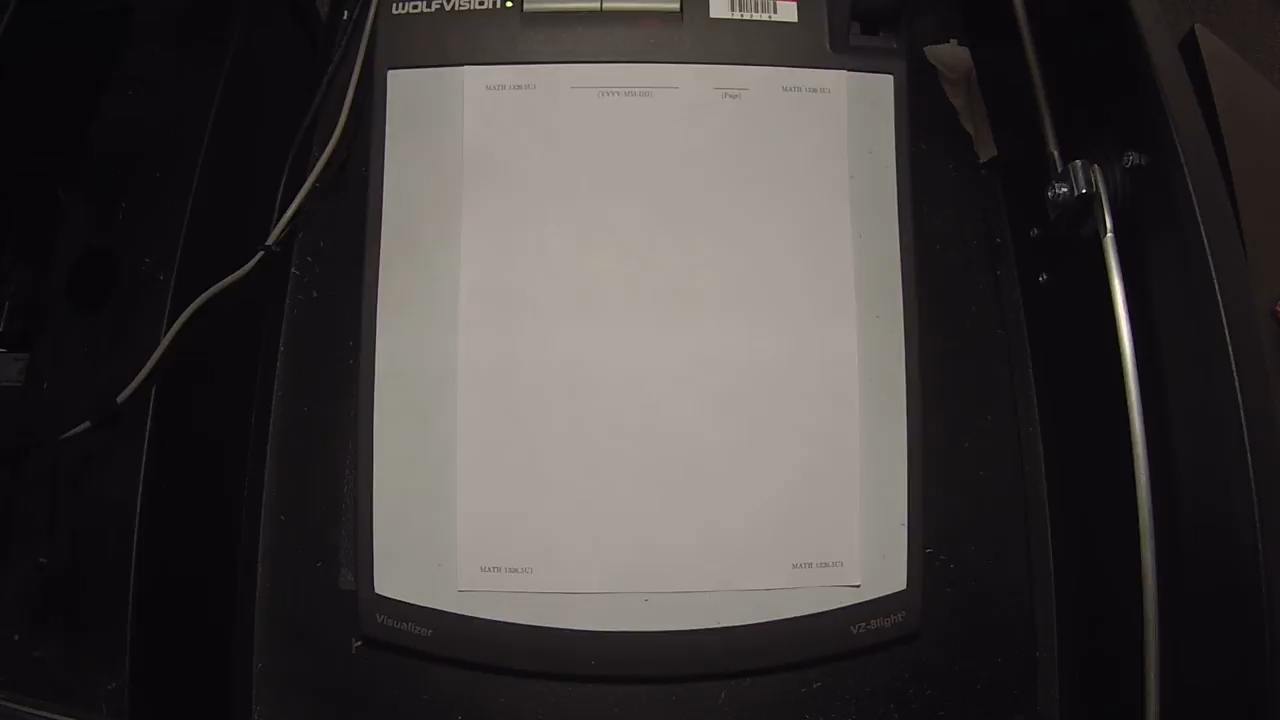 WOLFVISION
MATH 1320.3U1
(YYYY-MM-DD)
(Page)
MATH 1320.3U1
MATH 1320.3U1
MATH 1320.3U1
Visualizer
VZ-8light³